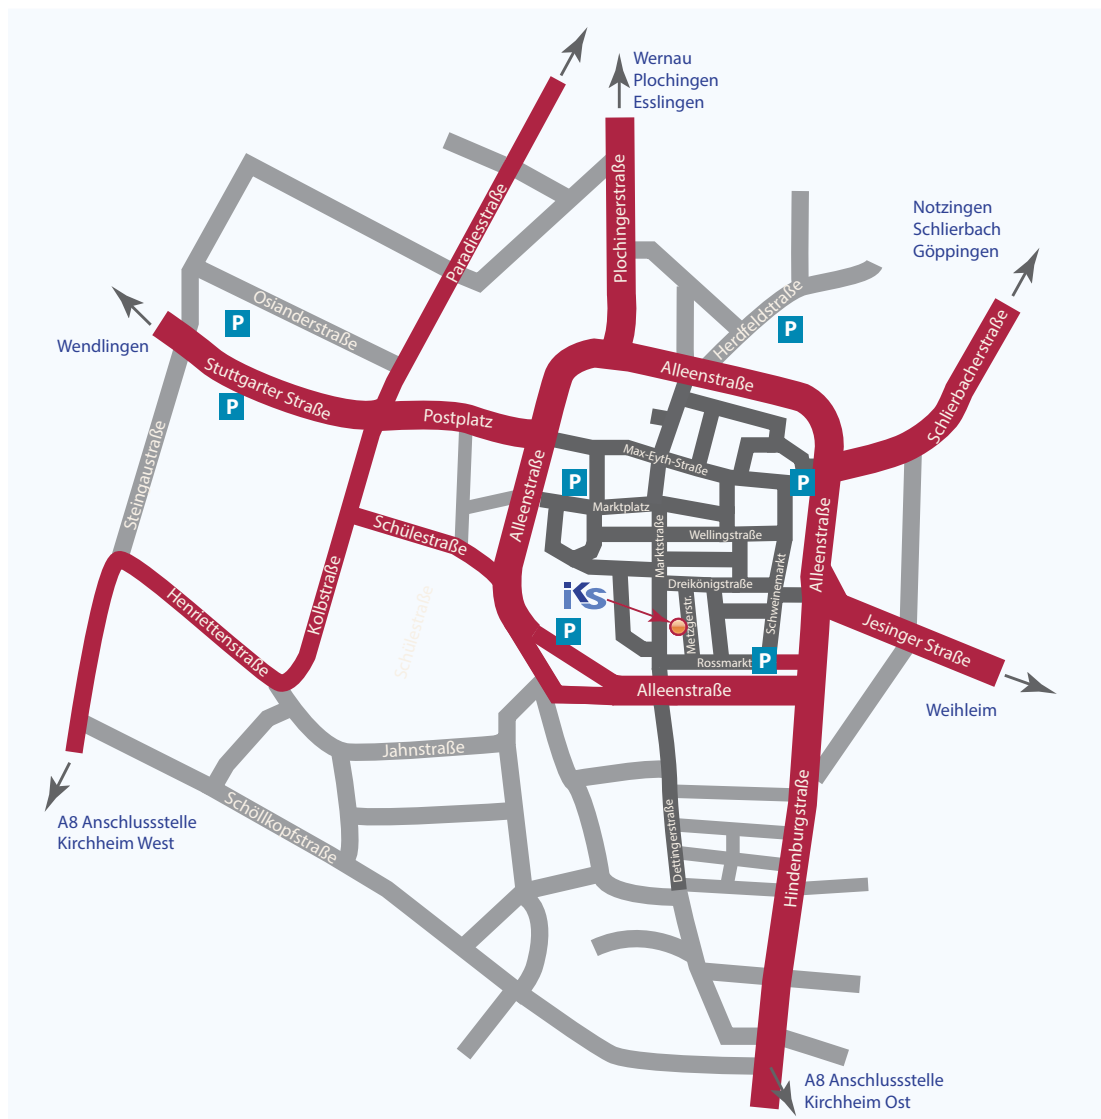 Wernau
Plochingen
Esslingen
Notzingen
Schlierbach
Göppingen
Paradiesstraße
Plochingerstraße
Osianderstraße
P
Herdfeldstraße
P
Wendlingen
Stuttgarter Straße
P
Postplatz
Alleenstraße
Schlierbacherstraße
Steingaustraße
Alleenstraße
Max-Eyth-Straße
P
P
Marktplatz
Schülestraße
Marktstraße
Wellingstraße
Alleenstraße
Henriettenstraße
Kolbstraße
Schülestraße
iKs
Dreikönigstraße
Schweinemarkt
Metzgerstr.
P
Jesinger Straße
Rossmarkt
P
Alleenstraße
Weihleim
Jahnstraße
A8 Anschlussstelle
Kirchheim West
Schöllkopfstraße
Dettingerstraße
Hindenburgstraße
A8 Anschlussstelle
Kirchheim Ost